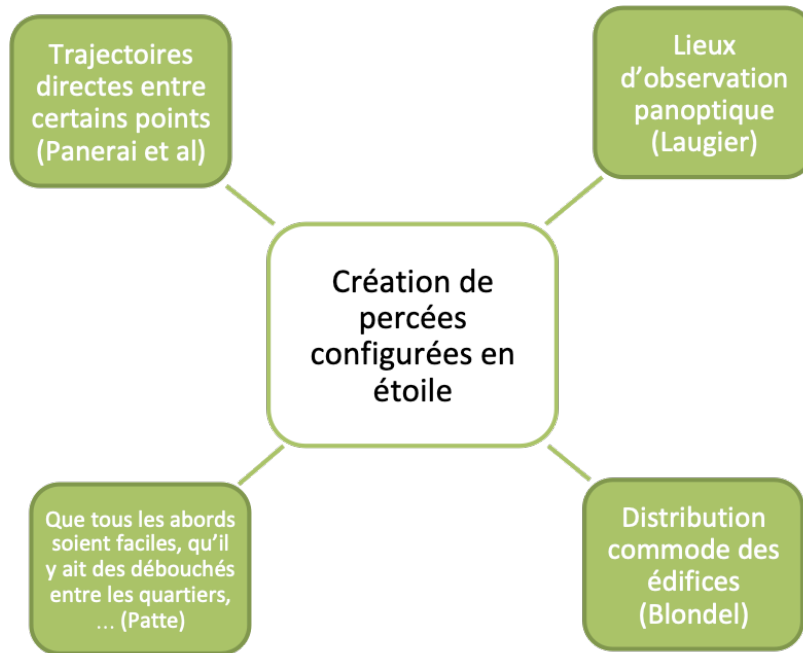 Trajectoires
directes entre
certains points
(Panerai et al)
Lieux
d’observation
panoptique
(Laugier)
Création de
percées
configurées en
étoile
Que tous les abords
soient faciles, qu’il
y ait des débouchés
entre les quartiers,
… (Patte)
Distribution
commode des
édifices
(Blondel)